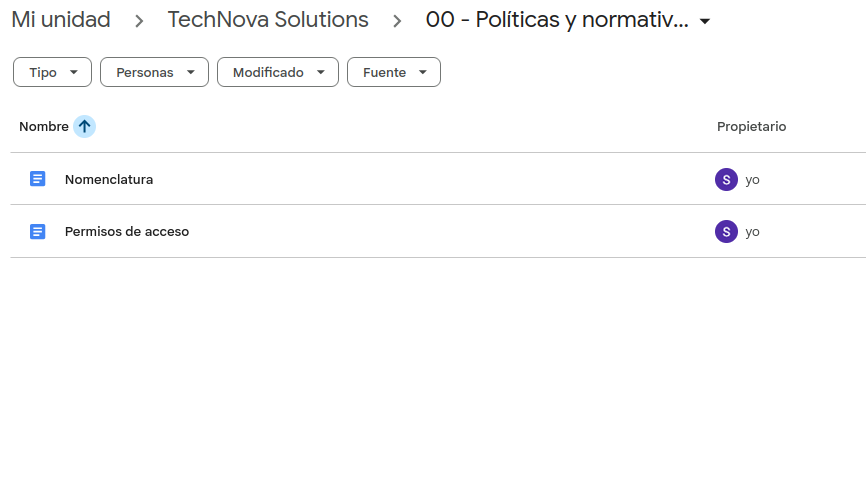 Mi unidad > TechNova Solutions > 00 - Políticas y normativ...
Tipo Personas Modificado Fuente
Nombre Propietario
Nomenclatura S yo
Permisos de acceso S yo